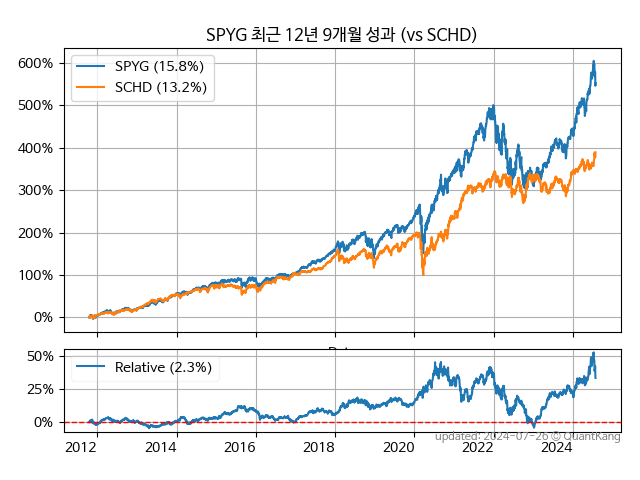 SPYG 최근 12년 9개월 성과 (vs SCHD)
600%
500%
400%
300%
200%
100%
0%
SPYG (15.8%)
SCHD (13.2%)
50%
25%
0%
Relative (2.3%)
updated: 2024-07-26 © QuantKang
2012 2014 2016 2018 2020 2022 2024